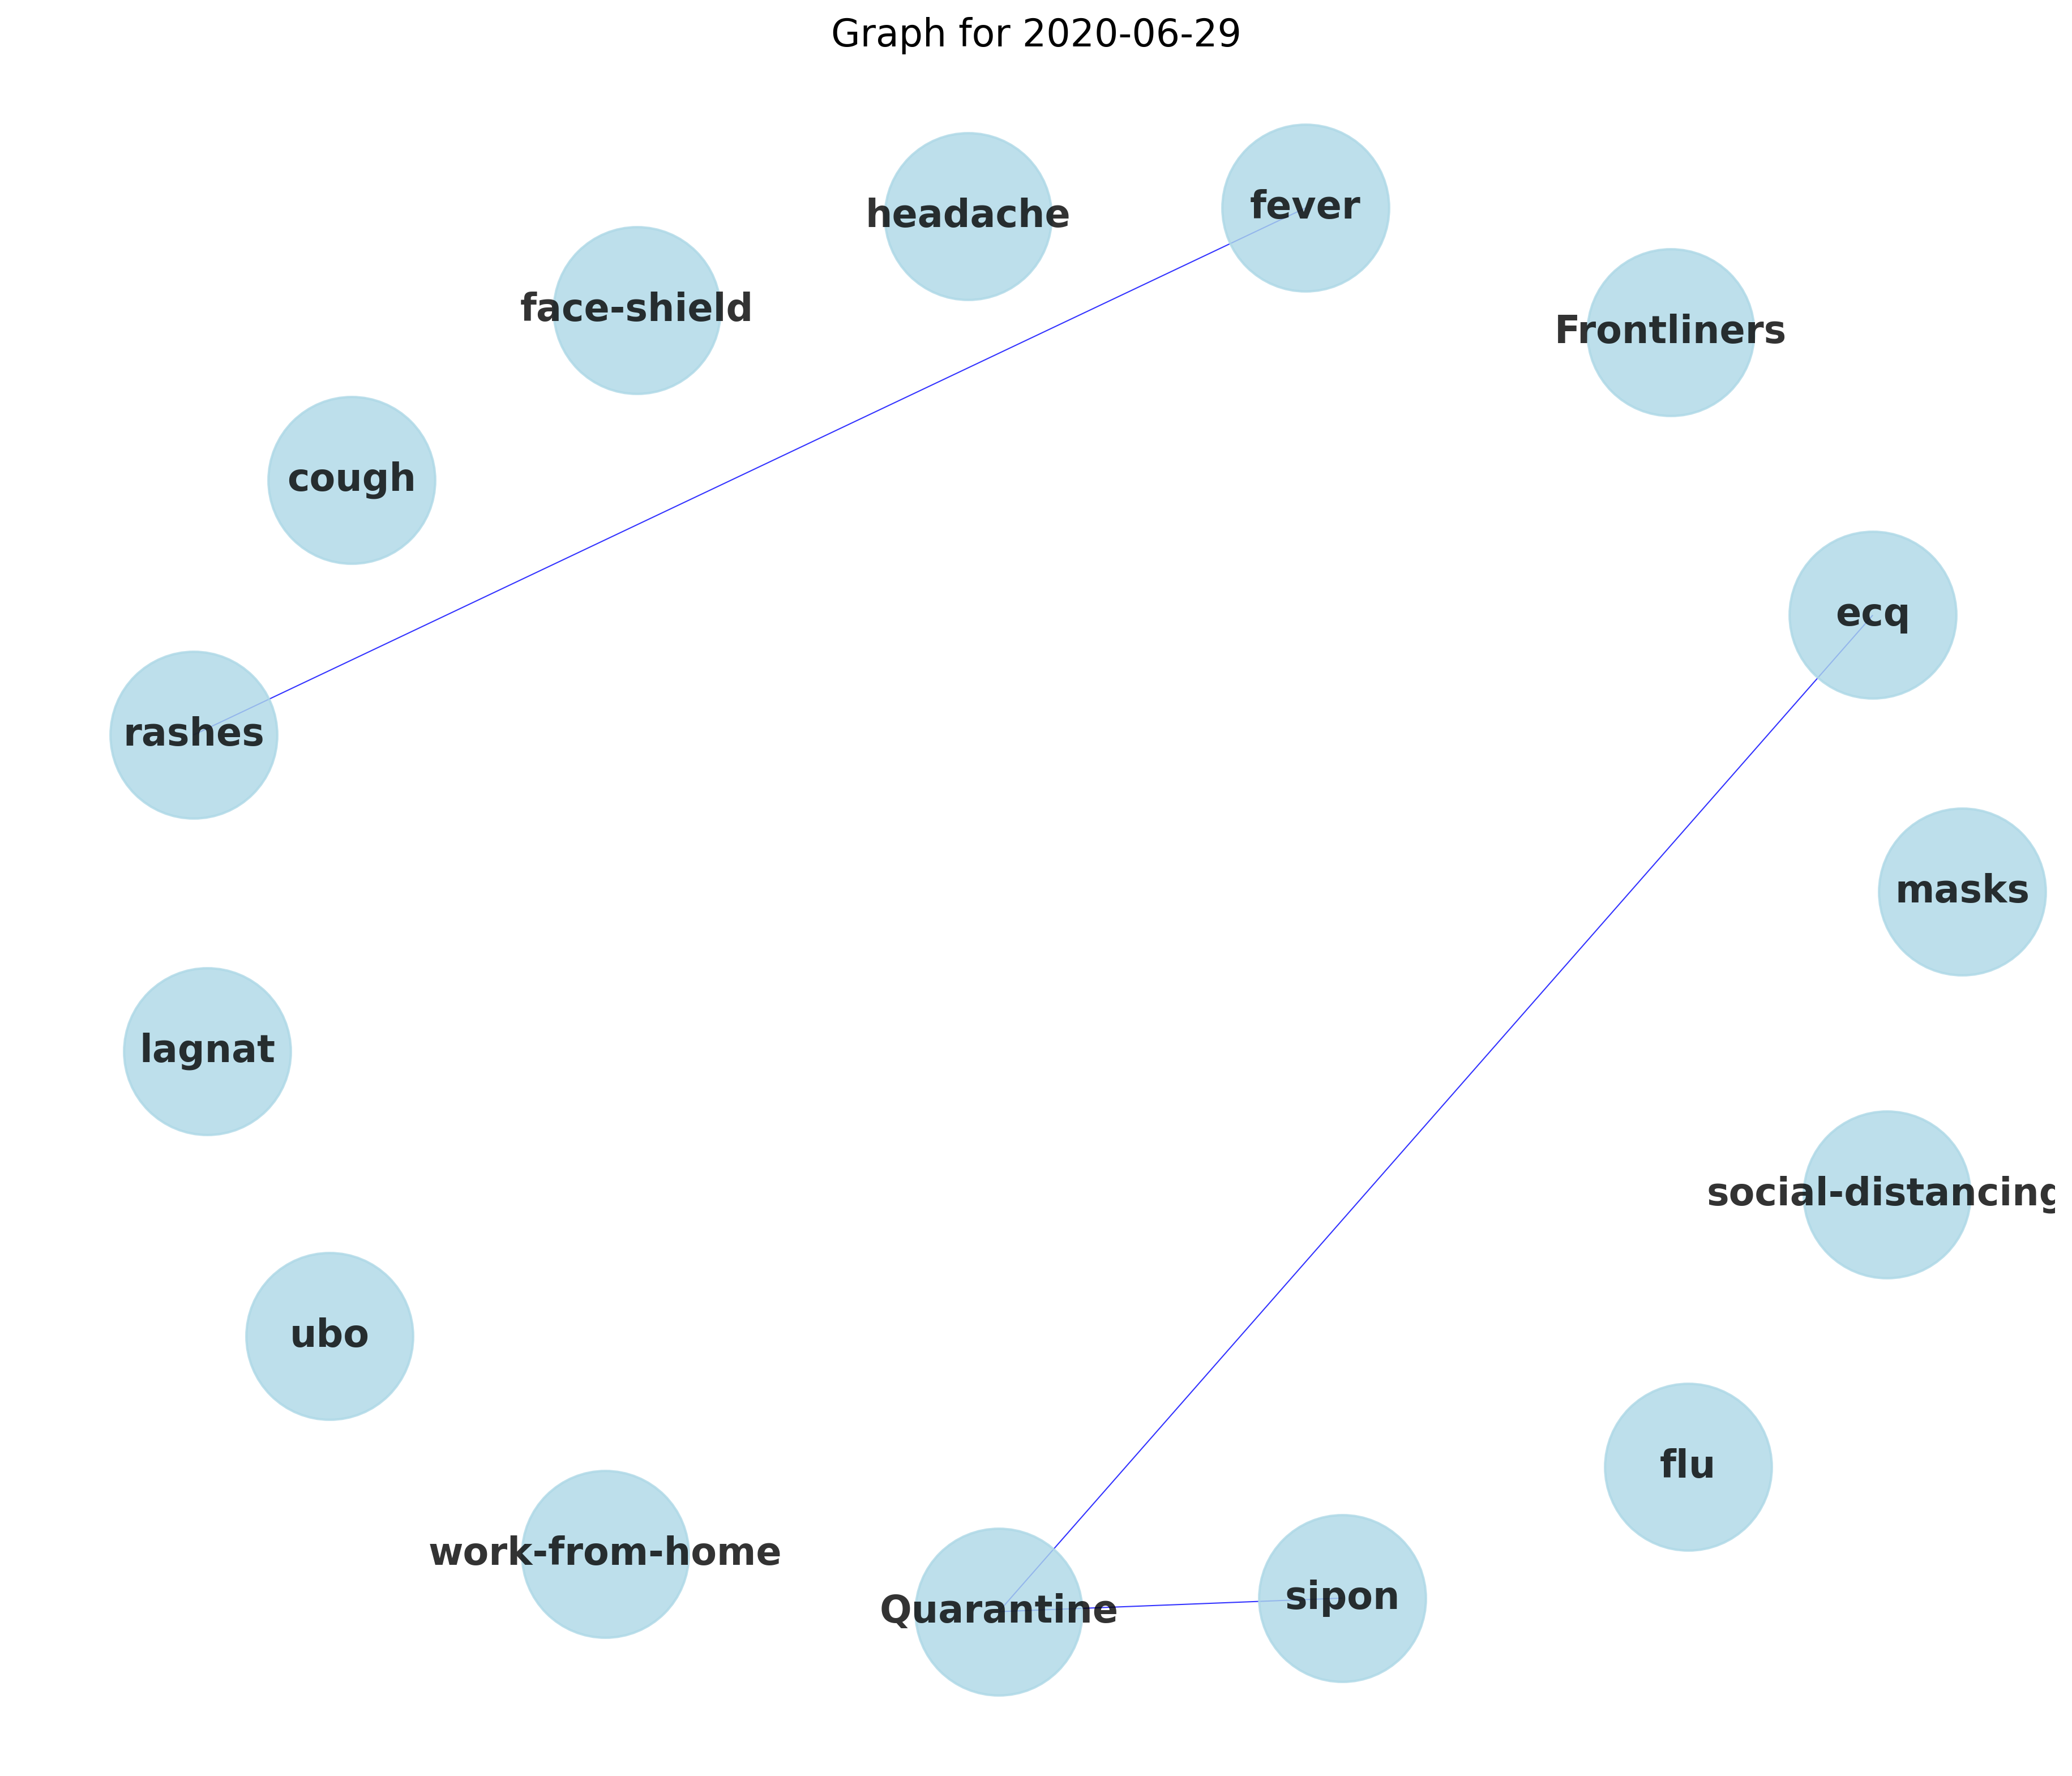 Graph for 2020-06-29
fever
headache
face-shield
Frontliners
cough
ecq
rashes
masks
lagnat
social-distancing
ubo
flu
work-from-home
sipon
Quarantine